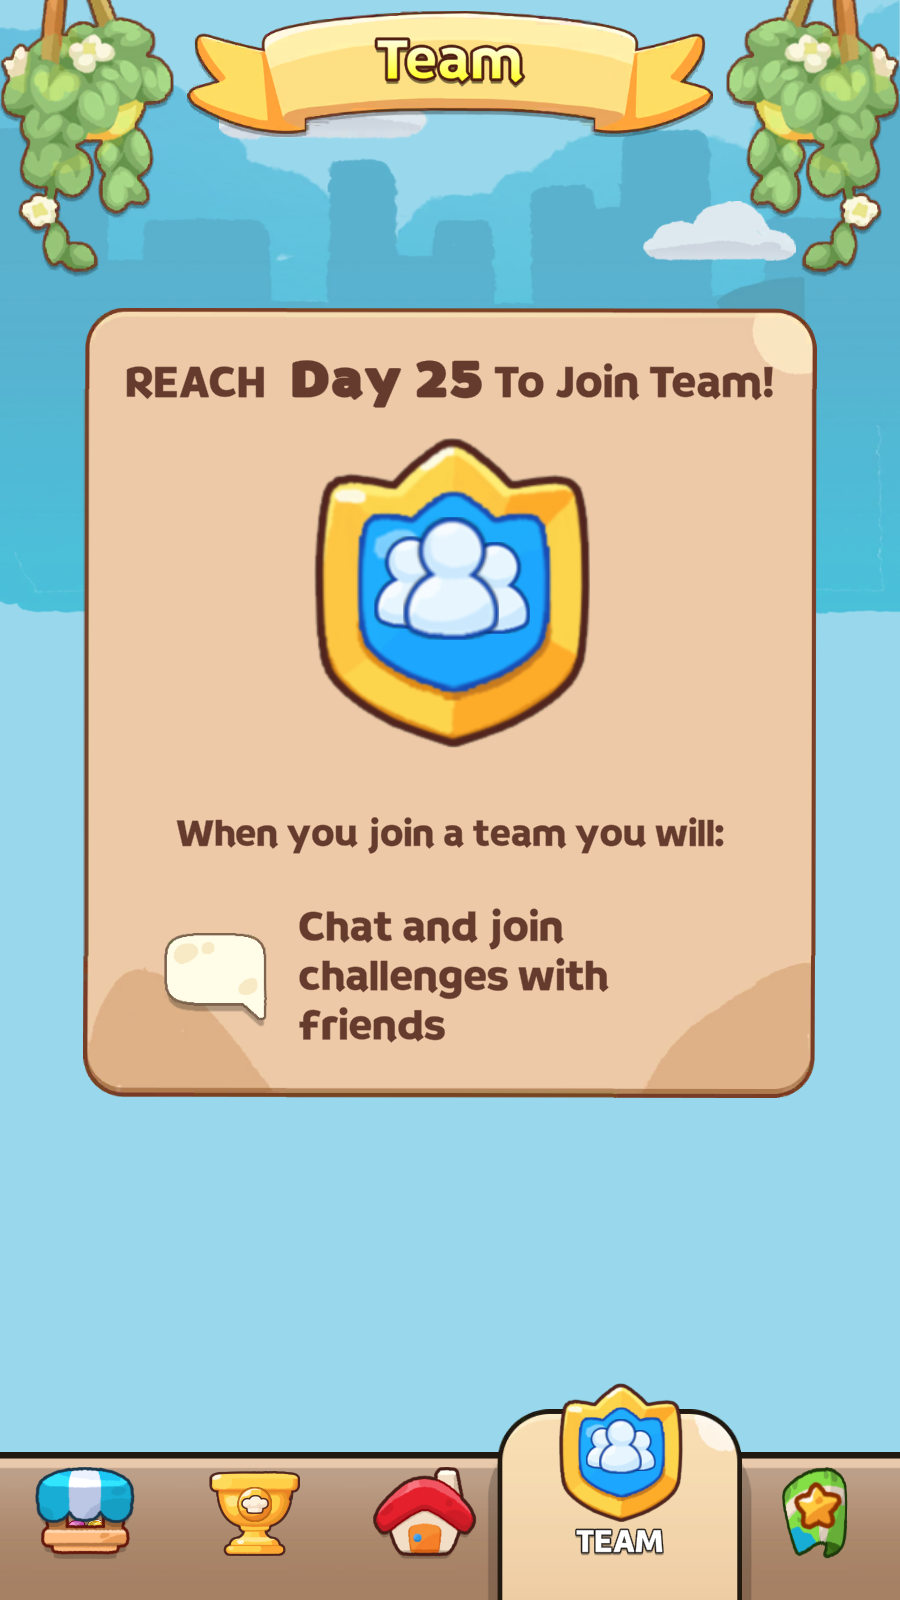 Team
REACH Day 25 To Join Team!
When you join a team you will:
Chat and join
challenges with
friends
TEAM